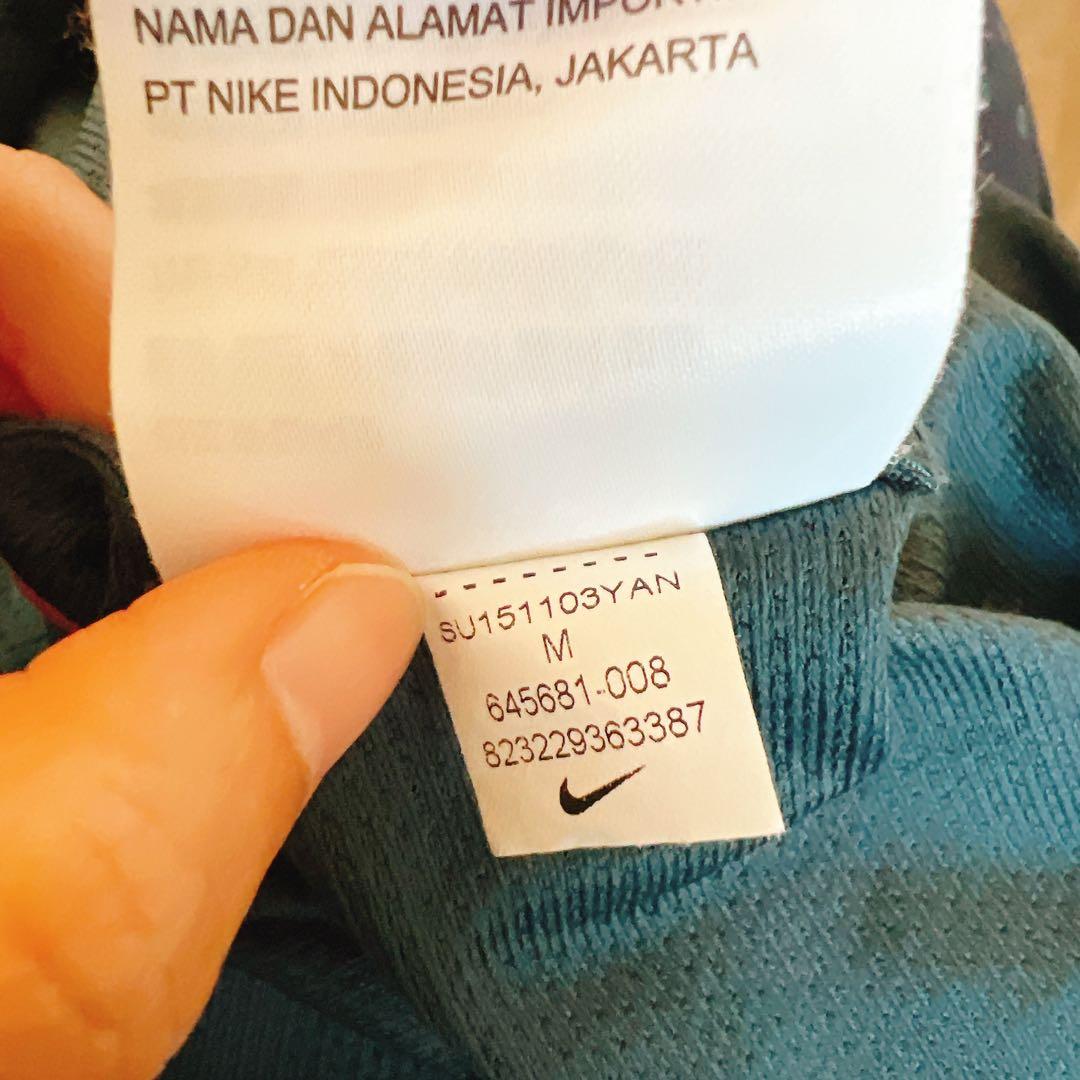 NAMA DAN ALAMAT
PT NIKE INDONESIA, JAKARTA
SU151103YAN
M
645681-008
823229363387